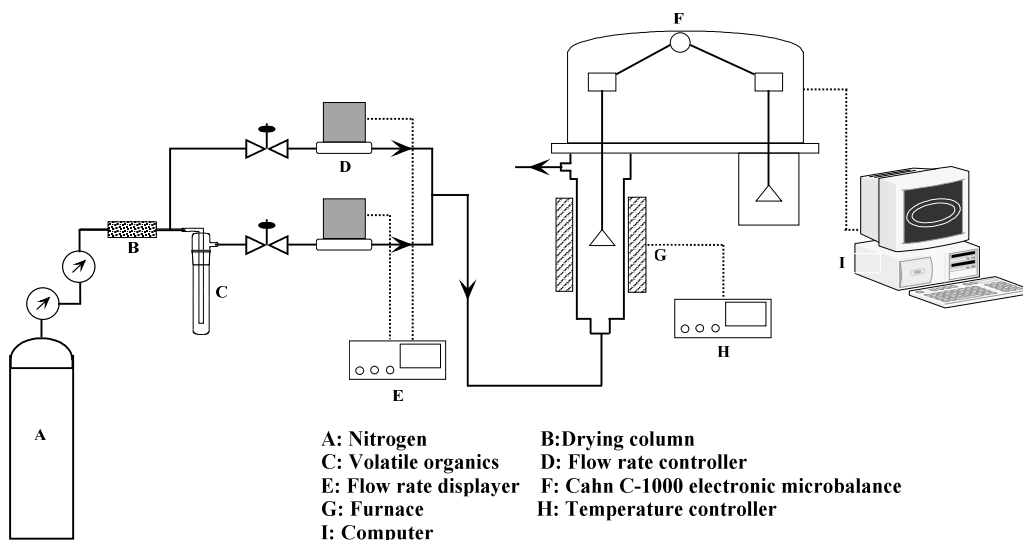 F
D
B
C
G
I
H
E
A
A: Nitrogen B:Drying column
C: Volatile organics D: Flow rate controller
E: Flow rate displayer F: Cahn C-1000 electronic microbalance
G: Furnace H: Temperature controller
I: Computer